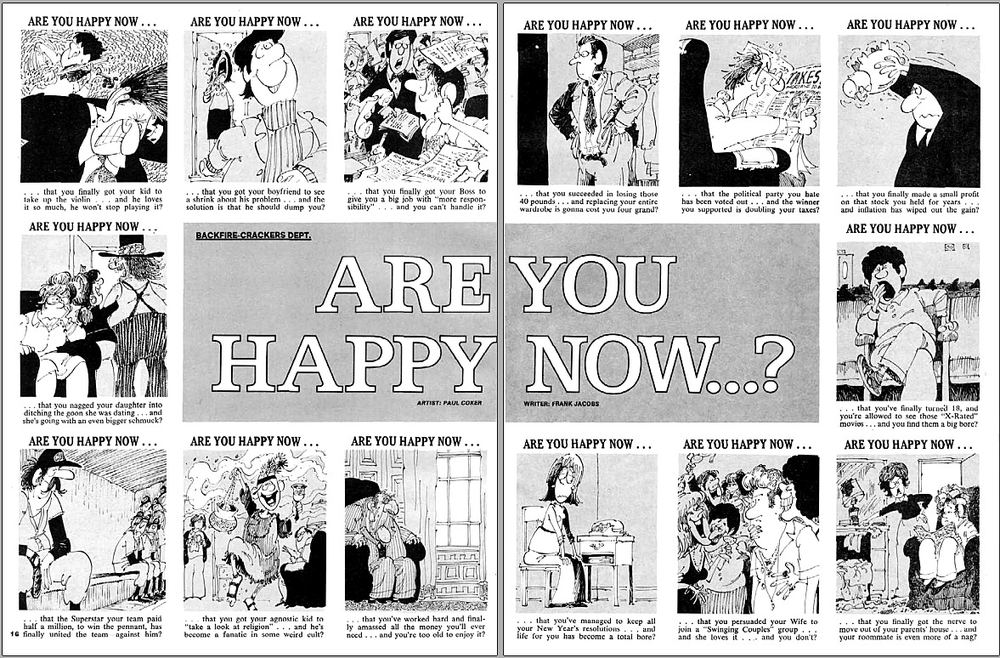 ARE YOU HAPPY NOW . . .
. . . that you finally got your kid to
take up the violin . . . and he loves
it so much, he won't stop playing it?
ARE YOU HAPPY NOW . . .
. . . that you got your boyfriend to see
a shrink about his problem . . . and the
solution is that he should dump you?
ARE YOU HAPPY NOW . . .
. . . that you finally got your Boss to
give you a big job with "more respon-
sibility" . . . and you can't handle it?
ARE YOU HAPPY NOW . . .
. . . that you succeeded in losing those
40 pounds . . . and replacing your entire
wardrobe is gonna cost you four grand?
ARE YOU HAPPY NOW . . .
TAXES
. . . that the political party you hate
has been voted out . . . and the winner
you supported is doubling your taxes?
ARE YOU HAPPY NOW . . .
. . . that you finally made a small profit
on that stock you held for years . . .
and inflation has wiped out the gain?
ARE YOU HAPPY NOW . . .
. . . that you nagged your daughter into
ditching the goon she was dating . . . and
she's going with an even bigger schmuck?
BACKFIRE-CRACKERS DEPT.
ARE YOU
HAPPY NOW...?
ARTIST: PAUL COKER
WRITER: FRANK JACOBS
ARE YOU HAPPY NOW . . .
. . . that you've finally turned 18, and
you're allowed to see those "X-Rated"
movies . . . and you find them a big bore?
ARE YOU HAPPY NOW . . .
. . . that the Superstar your team paid
half a million, to win the pennant, has
finally united the team against him?
16
ARE YOU HAPPY NOW . . .
. . . that you got your agnostic kid to
"take a look at religion" . . . and he's
become a fanatic in some weird cult?
ARE YOU HAPPY NOW . . .
. . . that you've worked hard and final-
ly amassed all the money you'll ever
need . . . and you're too old to enjoy it?
ARE YOU HAPPY NOW . . .
. . . that you've managed to keep all
your New Year's resolutions . . . and
life for you has become a total bore?
ARE YOU HAPPY NOW . . .
. . . that you persuaded your Wife to
join a "Swinging Couples" group . . .
and she loves it . . . and you don't?
ARE YOU HAPPY NOW . . .
. . . that you finally got the nerve to
move out of your parents' house . . . and
your roommate is even more of a nag?